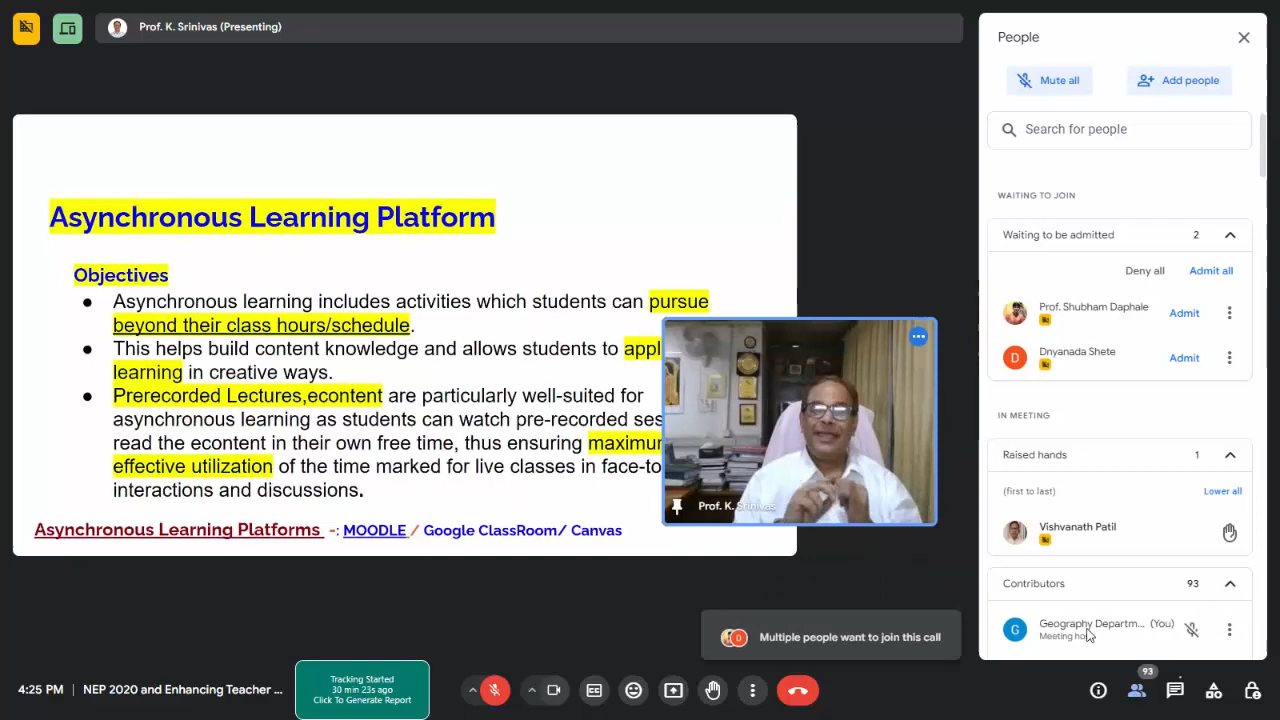 Prof. K. Srinivas (Presenting)
Asynchronous Learning Platform
Objectives
● Asynchronous learning includes activities which students can pursue
beyond their class hours/schedule.
● This helps build content knowledge and allows students to appl
learning in creative ways.
● Prerecorded Lectures,econtent are particularly well-suited for
asynchronous learning as students can watch pre-recorded ses
read the econtent in their own free time, thus ensuring maximu
effective utilization of the time marked for live classes in face-to
interactions and discussions.
Asynchronous Learning Platforms -: MOODLE / Google ClassRoom/ Canvas
Prof. K. Srinivas
Multiple people want to join this call
4:25 PM | NEP 2020 and Enhancing Teacher ...
Tracking Started
30 min 23s ago
Click To Generate Report
People
Mute all
Add people
Search for people
WAITING TO JOIN
Waiting to be admitted 2
Deny all Admit all
Prof. Shubham Daphale Admit
D Dnyanada Shete Admit
IN MEETING
Raised hands 1
(first to last) Lower all
Vishvanath Patil
Contributors 93
G Geography Departm... (You)
Meeting ho
93